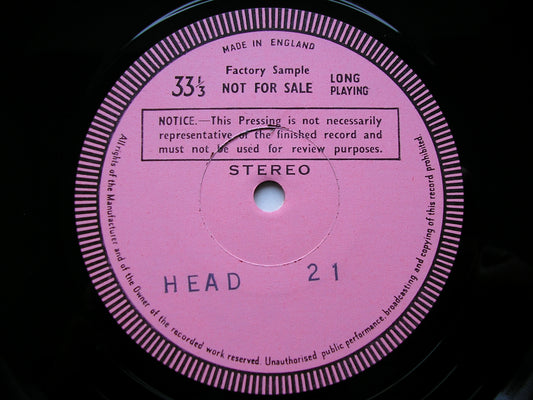 MADE IN ENGLAND
Factory Sample
33 1/3 NOT FOR SALE LONG PLAYING
NOTICE.—This Pressing is not necessarily
representative of the finished record and
must not be used for review purposes.
STEREO
HEAD 21
All rights of the Manufacturer and of the Owner of the recorded work reserved. Unauthorised public performance, broadcasting and copying of this record prohibited.